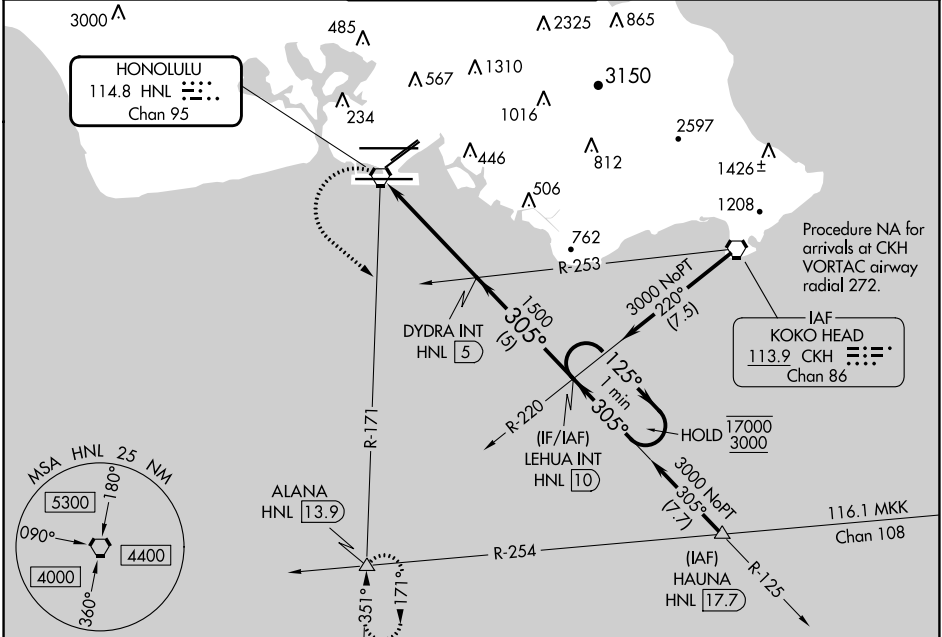 3000
485
2325
865
HONOLULU
114.8 HNL
Chan 95
567
1310
3150
234
1016
2597
446
812
1426±
506
1208
762
Procedure NA for
arrivals at CKH
VORTAC airway
radial 272.
R-253
3000 NoPT
220°
(7.5)
1500
305°
(5)
DYDRA INT
HNL 5
IAF
KOKO HEAD
113.9 CKH
Chan 86
125°
1 min
305°
R-171
R-220
HOLD 17000
3000
(IF/IAF)
LEHUA INT
HNL 10
3000 NoPT
305°
(7.7)
MSA HNL 25 NM
180°
5300
090°
4400
4000
360°
ALANA
HNL 13.9
116.1 MKK
Chan 108
R-254
(IAF)
HAUNA
HNL 17.7
R-125
351°
171°